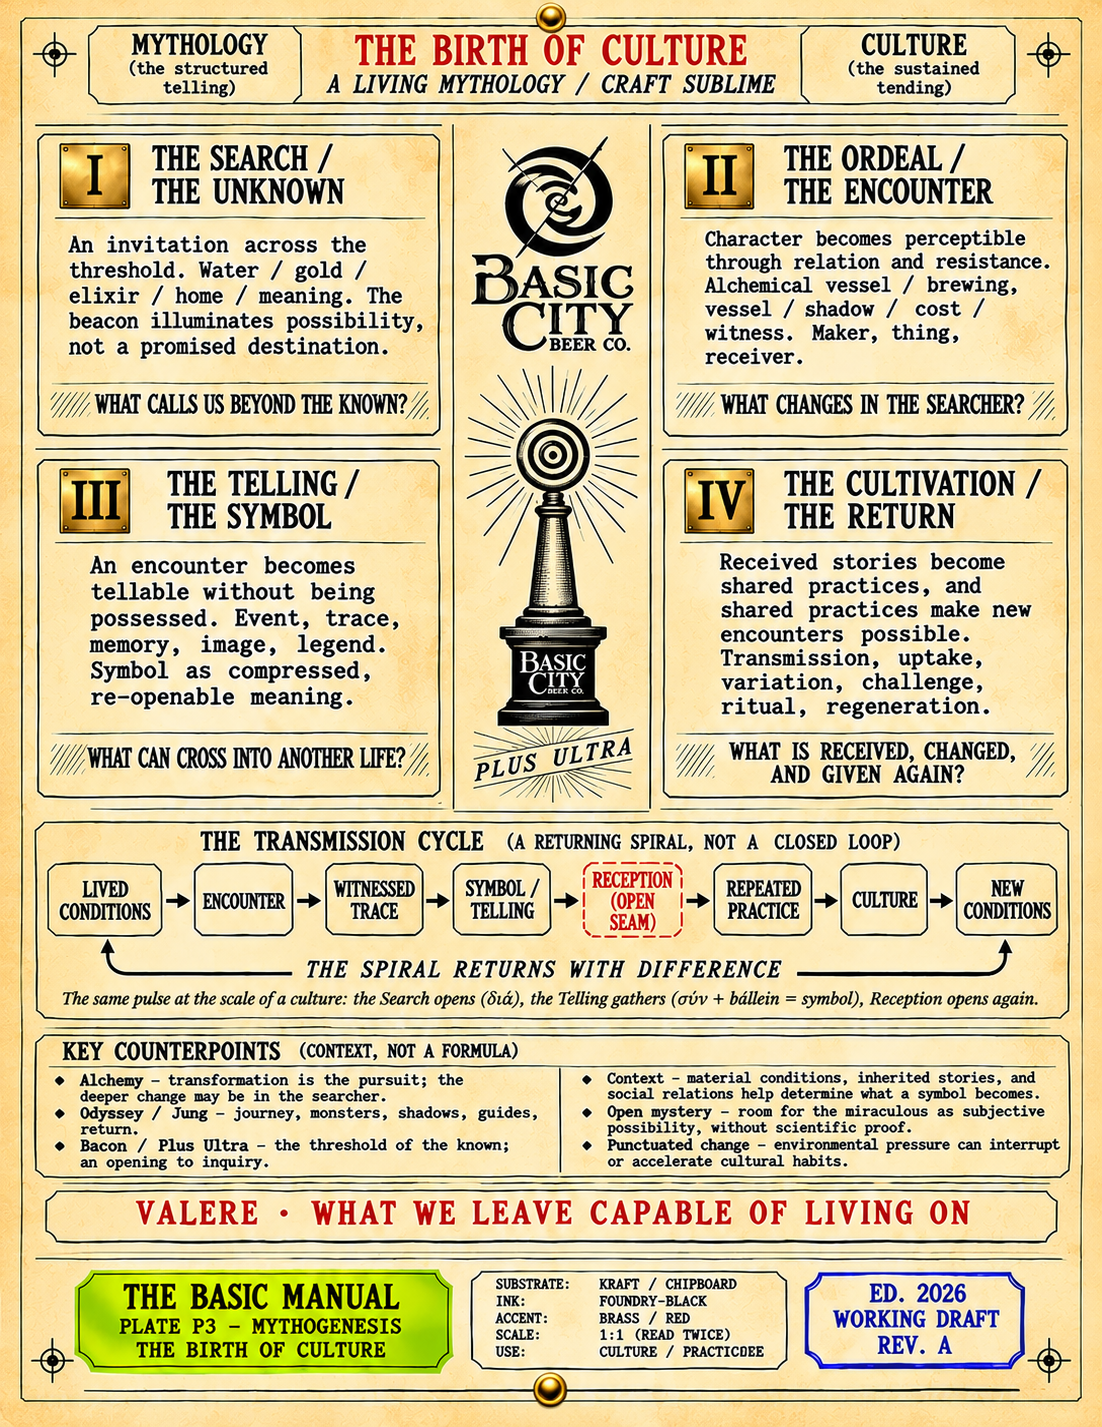 MYTHOLOGY
(the structured
telling)
THE BIRTH OF CULTURE
A LIVING MYTHOLOGY / CRAFT SUBLIME
CULTURE
(the sustained
tending)
I
THE SEARCH /
THE UNKNOWN
An invitation across the
threshold. Water / gold /
elixir / home / meaning. The
beacon illuminates possibility,
not a promised destination.
WHAT CALLS US BEYOND THE KNOWN?
BASIC
CITY
BEER CO.
II
THE ORDEAL /
THE ENCOUNTER
Character becomes perceptible
through relation and resistance.
Alchemical vessel / brewing,
vessel / shadow / cost /
witness. Maker, thing,
receiver.
WHAT CHANGES IN THE SEARCHER?
III
THE TELLING /
THE SYMBOL
An encounter becomes
tellable without being
possessed. Event, trace,
memory, image, legend.
Symbol as compressed,
re-openable meaning.
WHAT CAN CROSS INTO ANOTHER LIFE?
BASIC
CITY
BEER CO.
PLUS ULTRA
IV
THE CULTIVATION /
THE RETURN
Received stories become
shared practices, and
shared practices make new
encounters possible.
Transmission, uptake,
variation, challenge,
ritual, regeneration.
WHAT IS RECEIVED, CHANGED,
AND GIVEN AGAIN?
THE TRANSMISSION CYCLE (A RETURNING SPIRAL, NOT A CLOSED LOOP)
LIVED
CONDITIONS
ENCOUNTER
WITNESSED
TRACE
SYMBOL /
TELLING
RECEPTION
(OPEN
SEAM)
REPEATED
PRACTICE
CULTURE
NEW
CONDITIONS
THE SPIRAL RETURNS WITH DIFFERENCE
The same pulse at the scale of a culture: the Search opens (διά), the Telling gathers (σύν + bállein = symbol), Reception opens again.
KEY COUNTERPOINTS (CONTEXT, NOT A FORMULA)
◆ Alchemy – transformation is the pursuit; the
deeper change may be in the searcher.
◆ Odyssey / Jung – journey, monsters, shadows, guides,
return.
◆ Bacon / Plus Ultra – the threshold of the known;
an opening to inquiry.
◆ Context – material conditions, inherited stories, and
social relations help determine what a symbol becomes.
◆ Open mystery – room for the miraculous as subjective
possibility, without scientific proof.
◆ Punctuated change – environmental pressure can interrupt
or accelerate cultural habits.
VALERE • WHAT WE LEAVE CAPABLE OF LIVING ON
THE BASIC MANUAL
PLATE P3 – MYTHOGENESIS
THE BIRTH OF CULTURE
SUBSTRATE: KRAFT / CHIPBOARD
INK: FOUNDRY-BLACK
ACCENT: BRASS / RED
SCALE: 1:1 (READ TWICE)
USE: CULTURE / PRACTICOEE
ED. 2026
WORKING DRAFT
REV. A